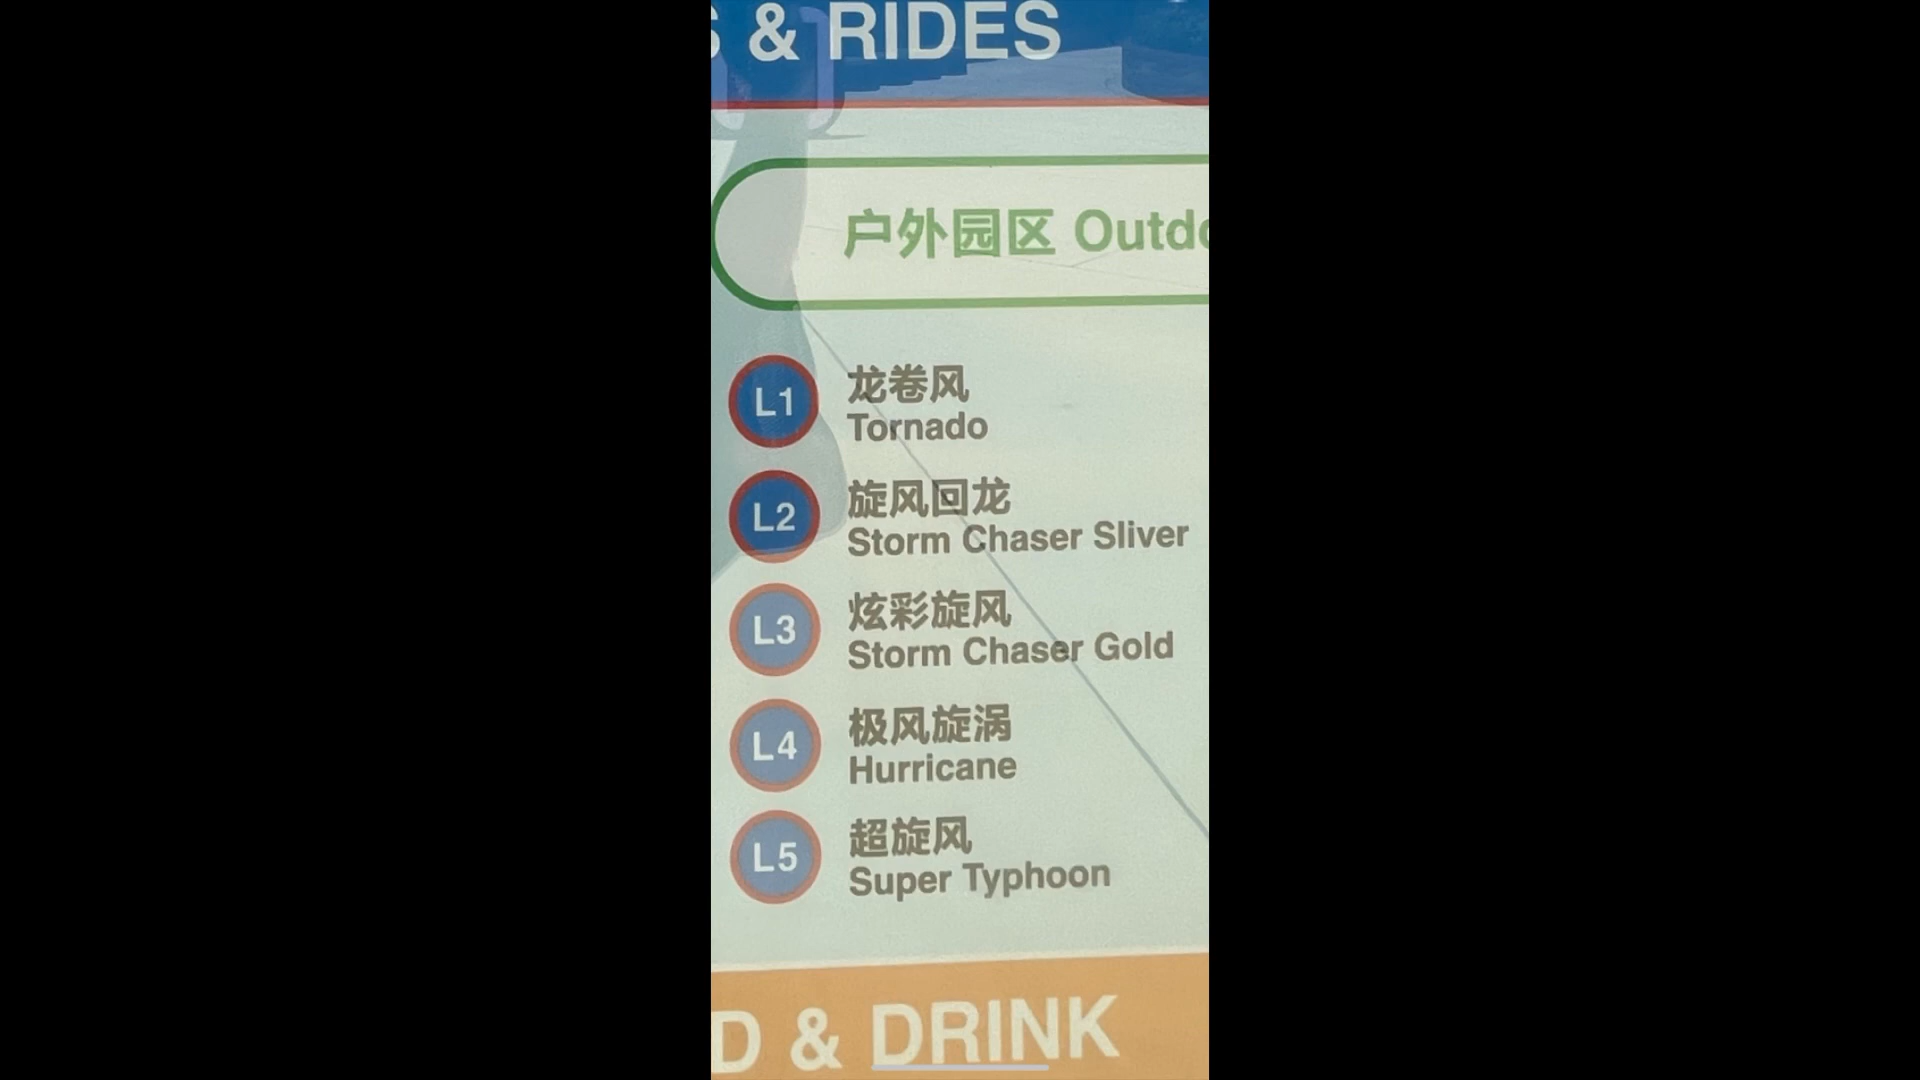 & RIDES
户外园区
L1 龙卷风
Tornado
L2 旋风回龙
Storm Chaser Sliver
L3 炫彩旋风
Storm Chaser Gold
L4 极风旋涡
Hurricane
L5 超旋风
Super Typhoon
& DRINK